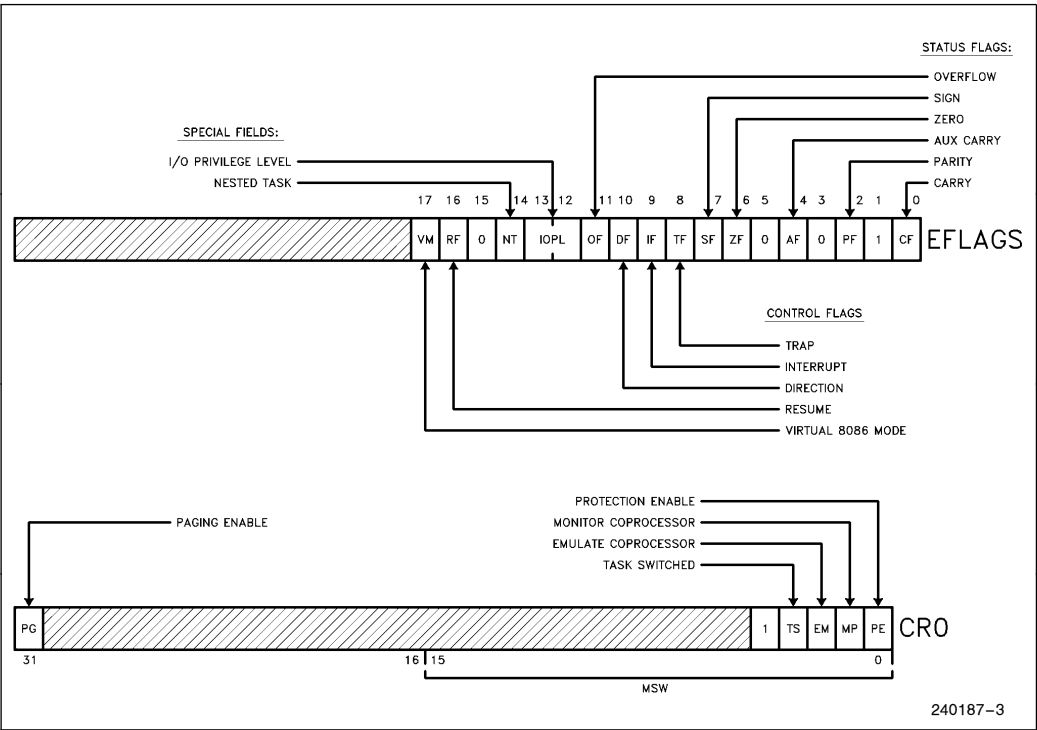 STATUS FLAGS:
OVERFLOW
SIGN
SPECIAL FIELDS:
ZERO
AUX CARRY
I/O PRIVILEGE LEVEL
PARITY
NESTED TASK
CARRY
17 16 15 14 13 12 11 10 9 8 7 6 5 4 3 2 1 0
VM RF 0 NT IOPL OF DF IF TF SF ZF 0 AF 0 PF 1 CF EFLAGS
CONTROL FLAGS
TRAP
INTERRUPT
DIRECTION
RESUME
VIRTUAL 8086 MODE
PROTECTION ENABLE
PAGING ENABLE
MONITOR COPROCESSOR
EMULATE COPROCESSOR
TASK SWITCHED
PG 1 TS EM MP PE CR0
31 16 15 0
MSW
240187-3